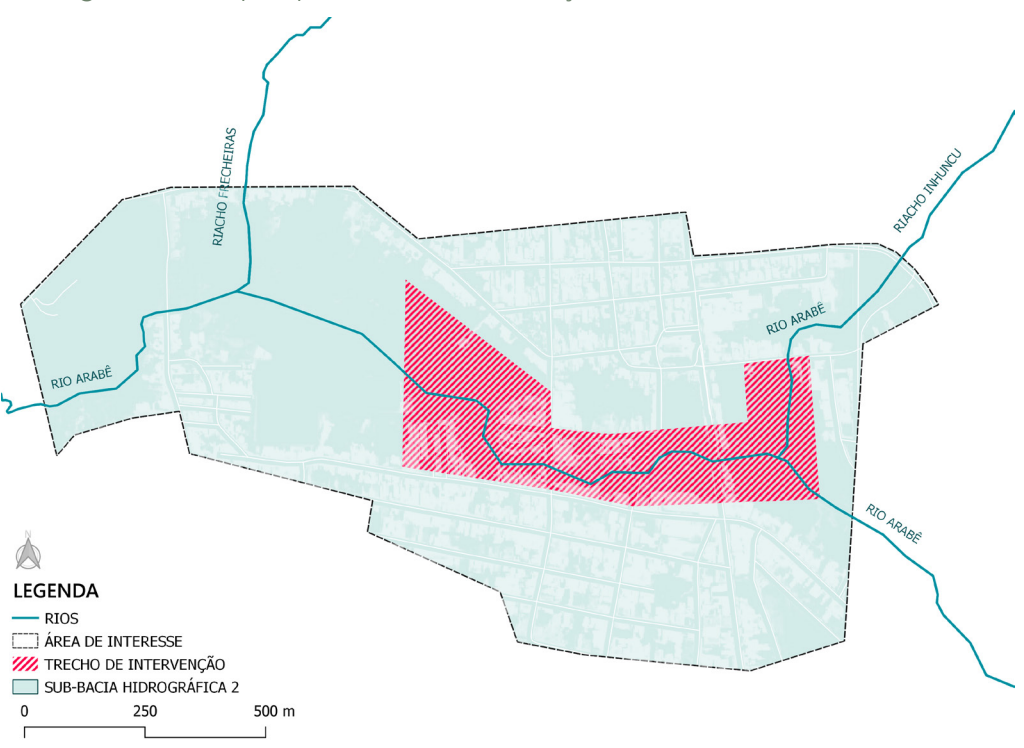 RIACHO FRECHEIRAS
RIACHO INHUNCU
RIO ARABÊ
RIO ARABÊ
RIO ARABÊ
N
LEGENDA
RIOS
ÁREA DE INTERESSE
TRECHO DE INTERVENÇÃO
SUB-BACIA HIDROGRÁFICA 2
0 250 500 m